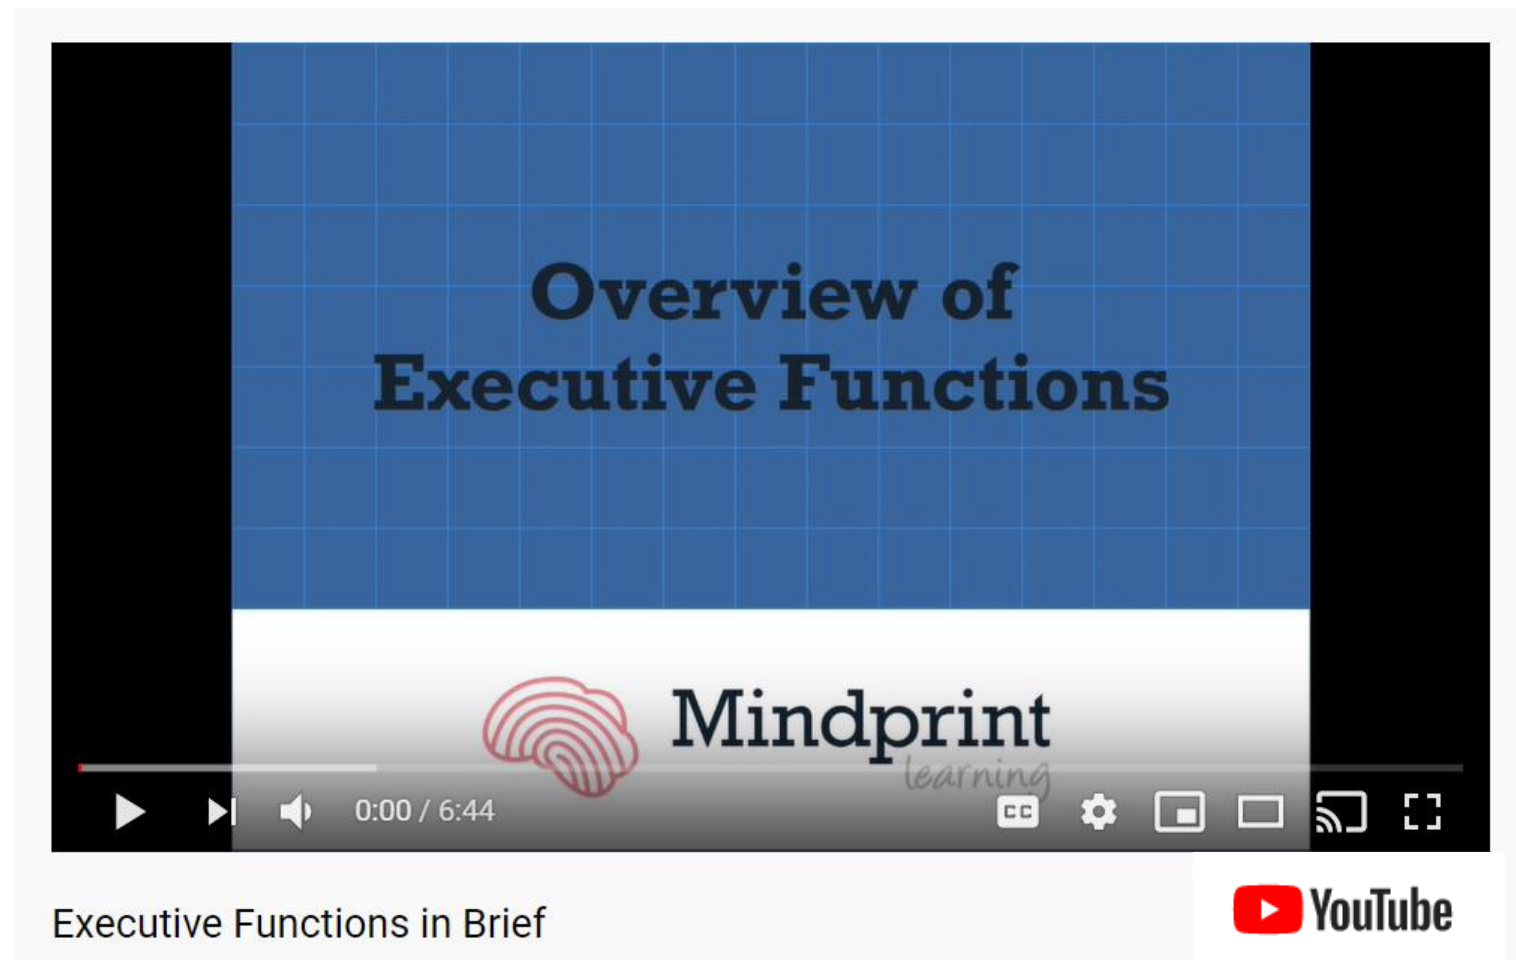 Overview of
Executive Functions
Mindprint
learning
0:00 / 6:44
CC
Executive Functions in Brief
YouTube